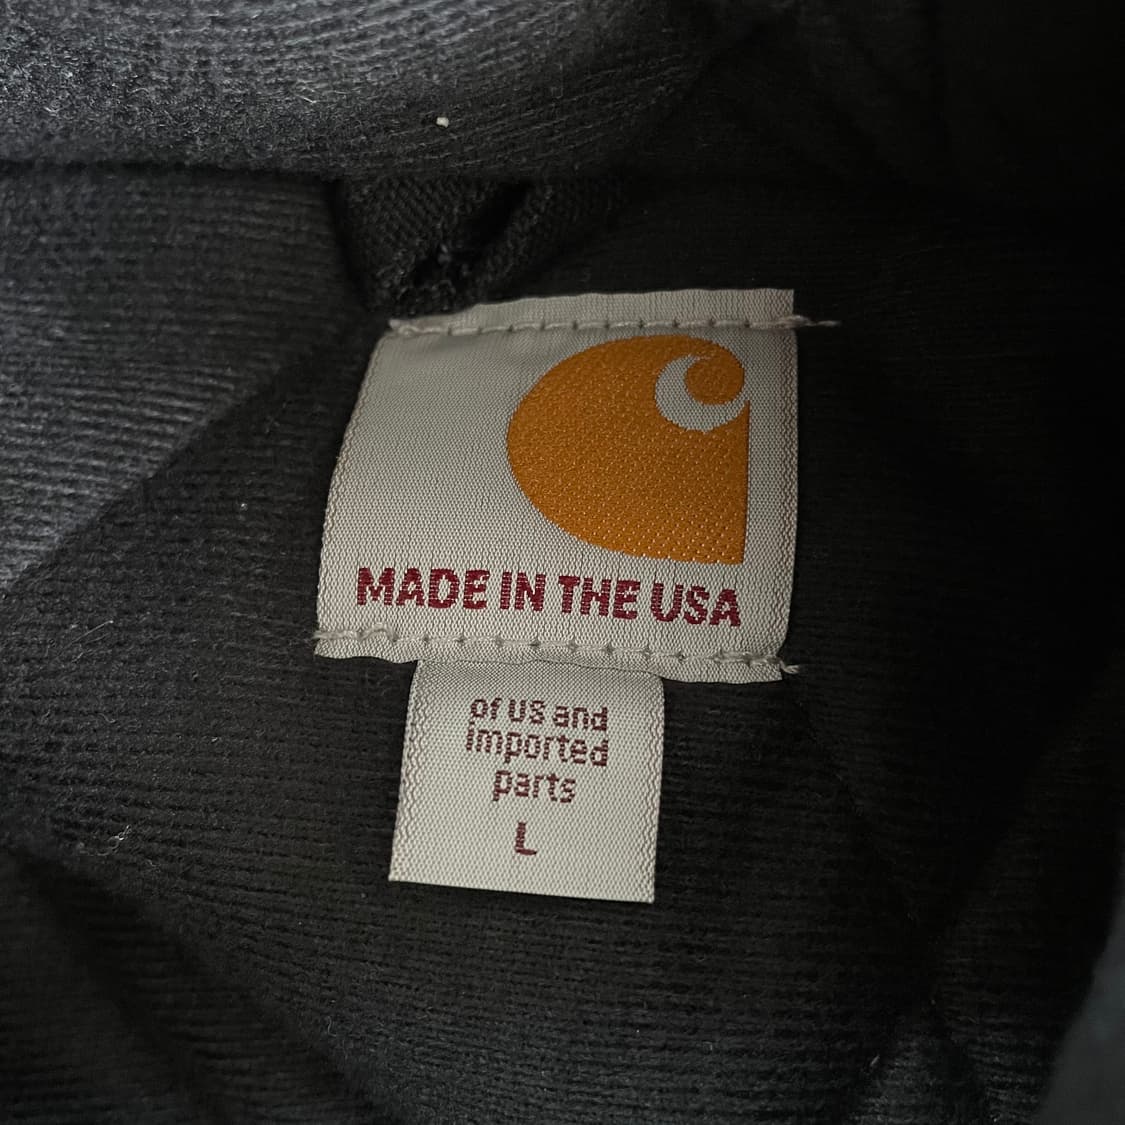 MADE IN THE USA
of US and
imported
parts
L